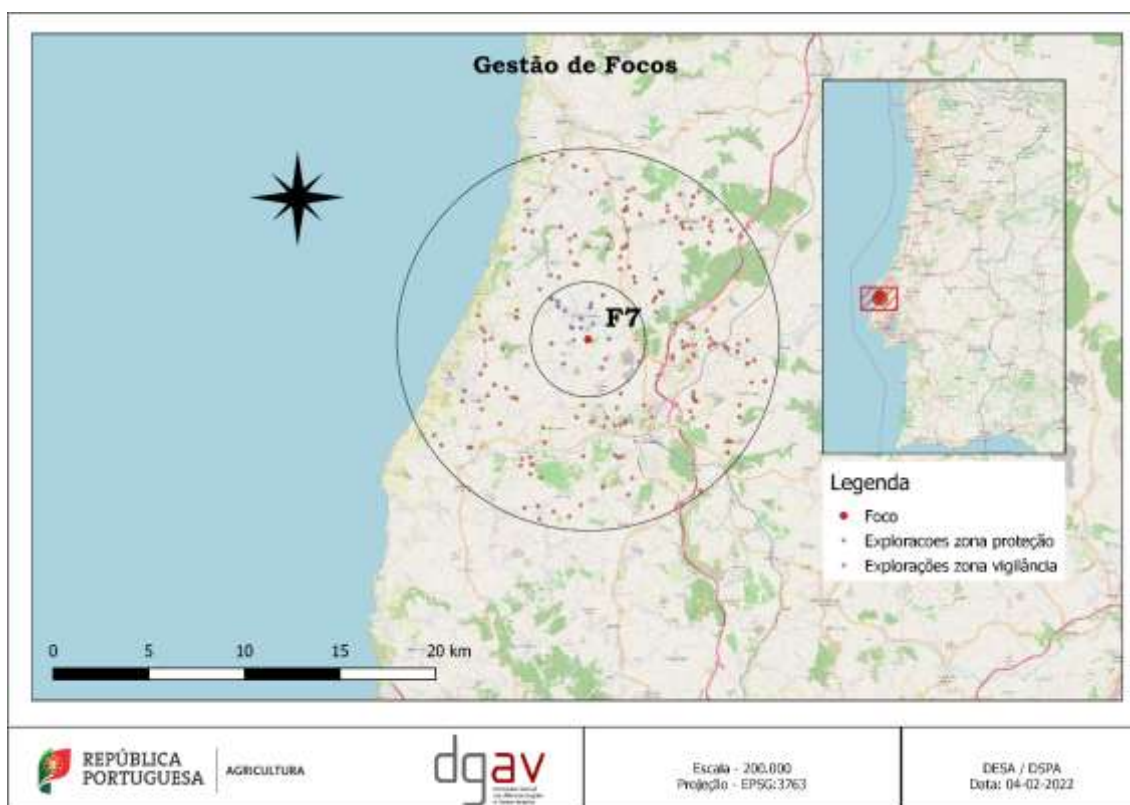 Gestão de Focos
F7
Legenda
Foco
Exploracoes zona proteção
Explorações zona vigilância
0 5 10 15 20 km
REPÚBLICA
PORTUGUESA
AGRICULTURA
dgav
Escala - 200.000
Projeção - EPSG:3763
DESA / DSPA
Data: 04-02-2022